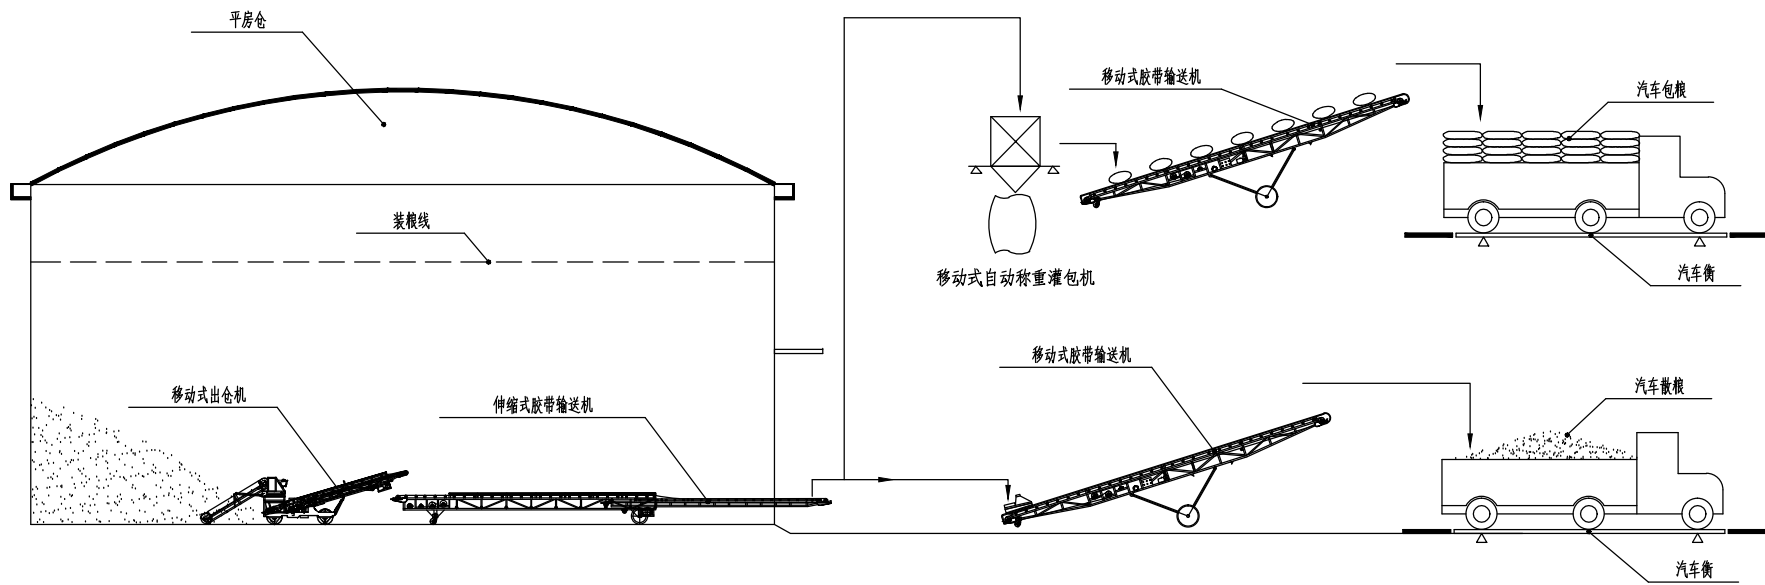 平房仓
移动式胶带输送机
汽车包粮
装粮线
移动式自动称重灌包机
汽车衡
移动式胶带输送机
移动式出仓机
伸缩式胶带输送机
汽车散粮
汽车衡